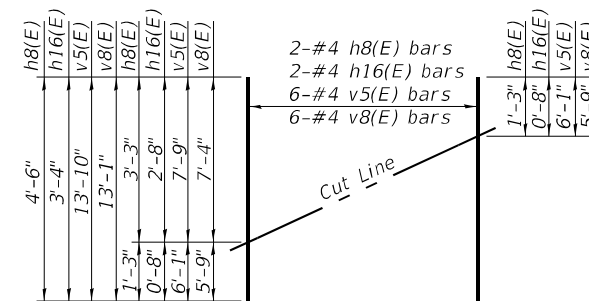 h8(E)
h16(E)
v5(E)
v8(E)
h8(E)
h16(E)
v5(E)
v8(E)
2-#4 h8(E) bars
2-#4 h16(E) bars
6-#4 v5(E) bars
6-#4 v8(E) bars
h8(E)
h16(E)
v5(E)
v8(E)
4'-6"
3'-4"
13'-10"
13'-1"
3'-3"
2'-8"
7'-9"
7'-4"
1'-3"
0'-8"
6'-1"
5'-9"
Cut Line
1'-3"
0'-8"
6'-1"
5'-9"